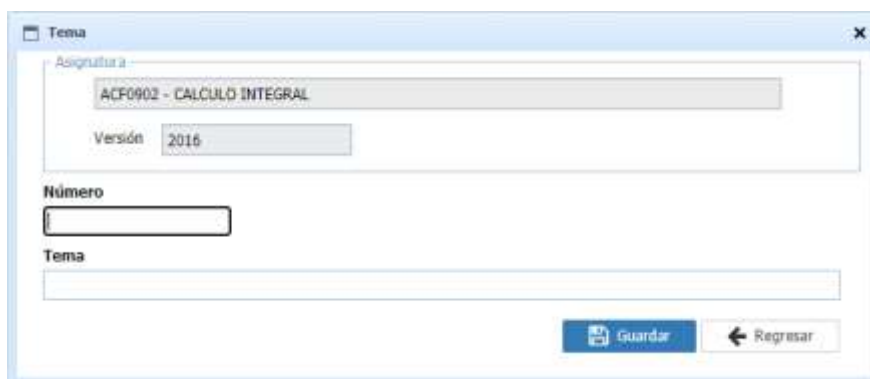 Tema
Asignatura
ACF0902 - CALCULO INTEGRAL
Versión 2016
Número
Tema
Guardar Regresar